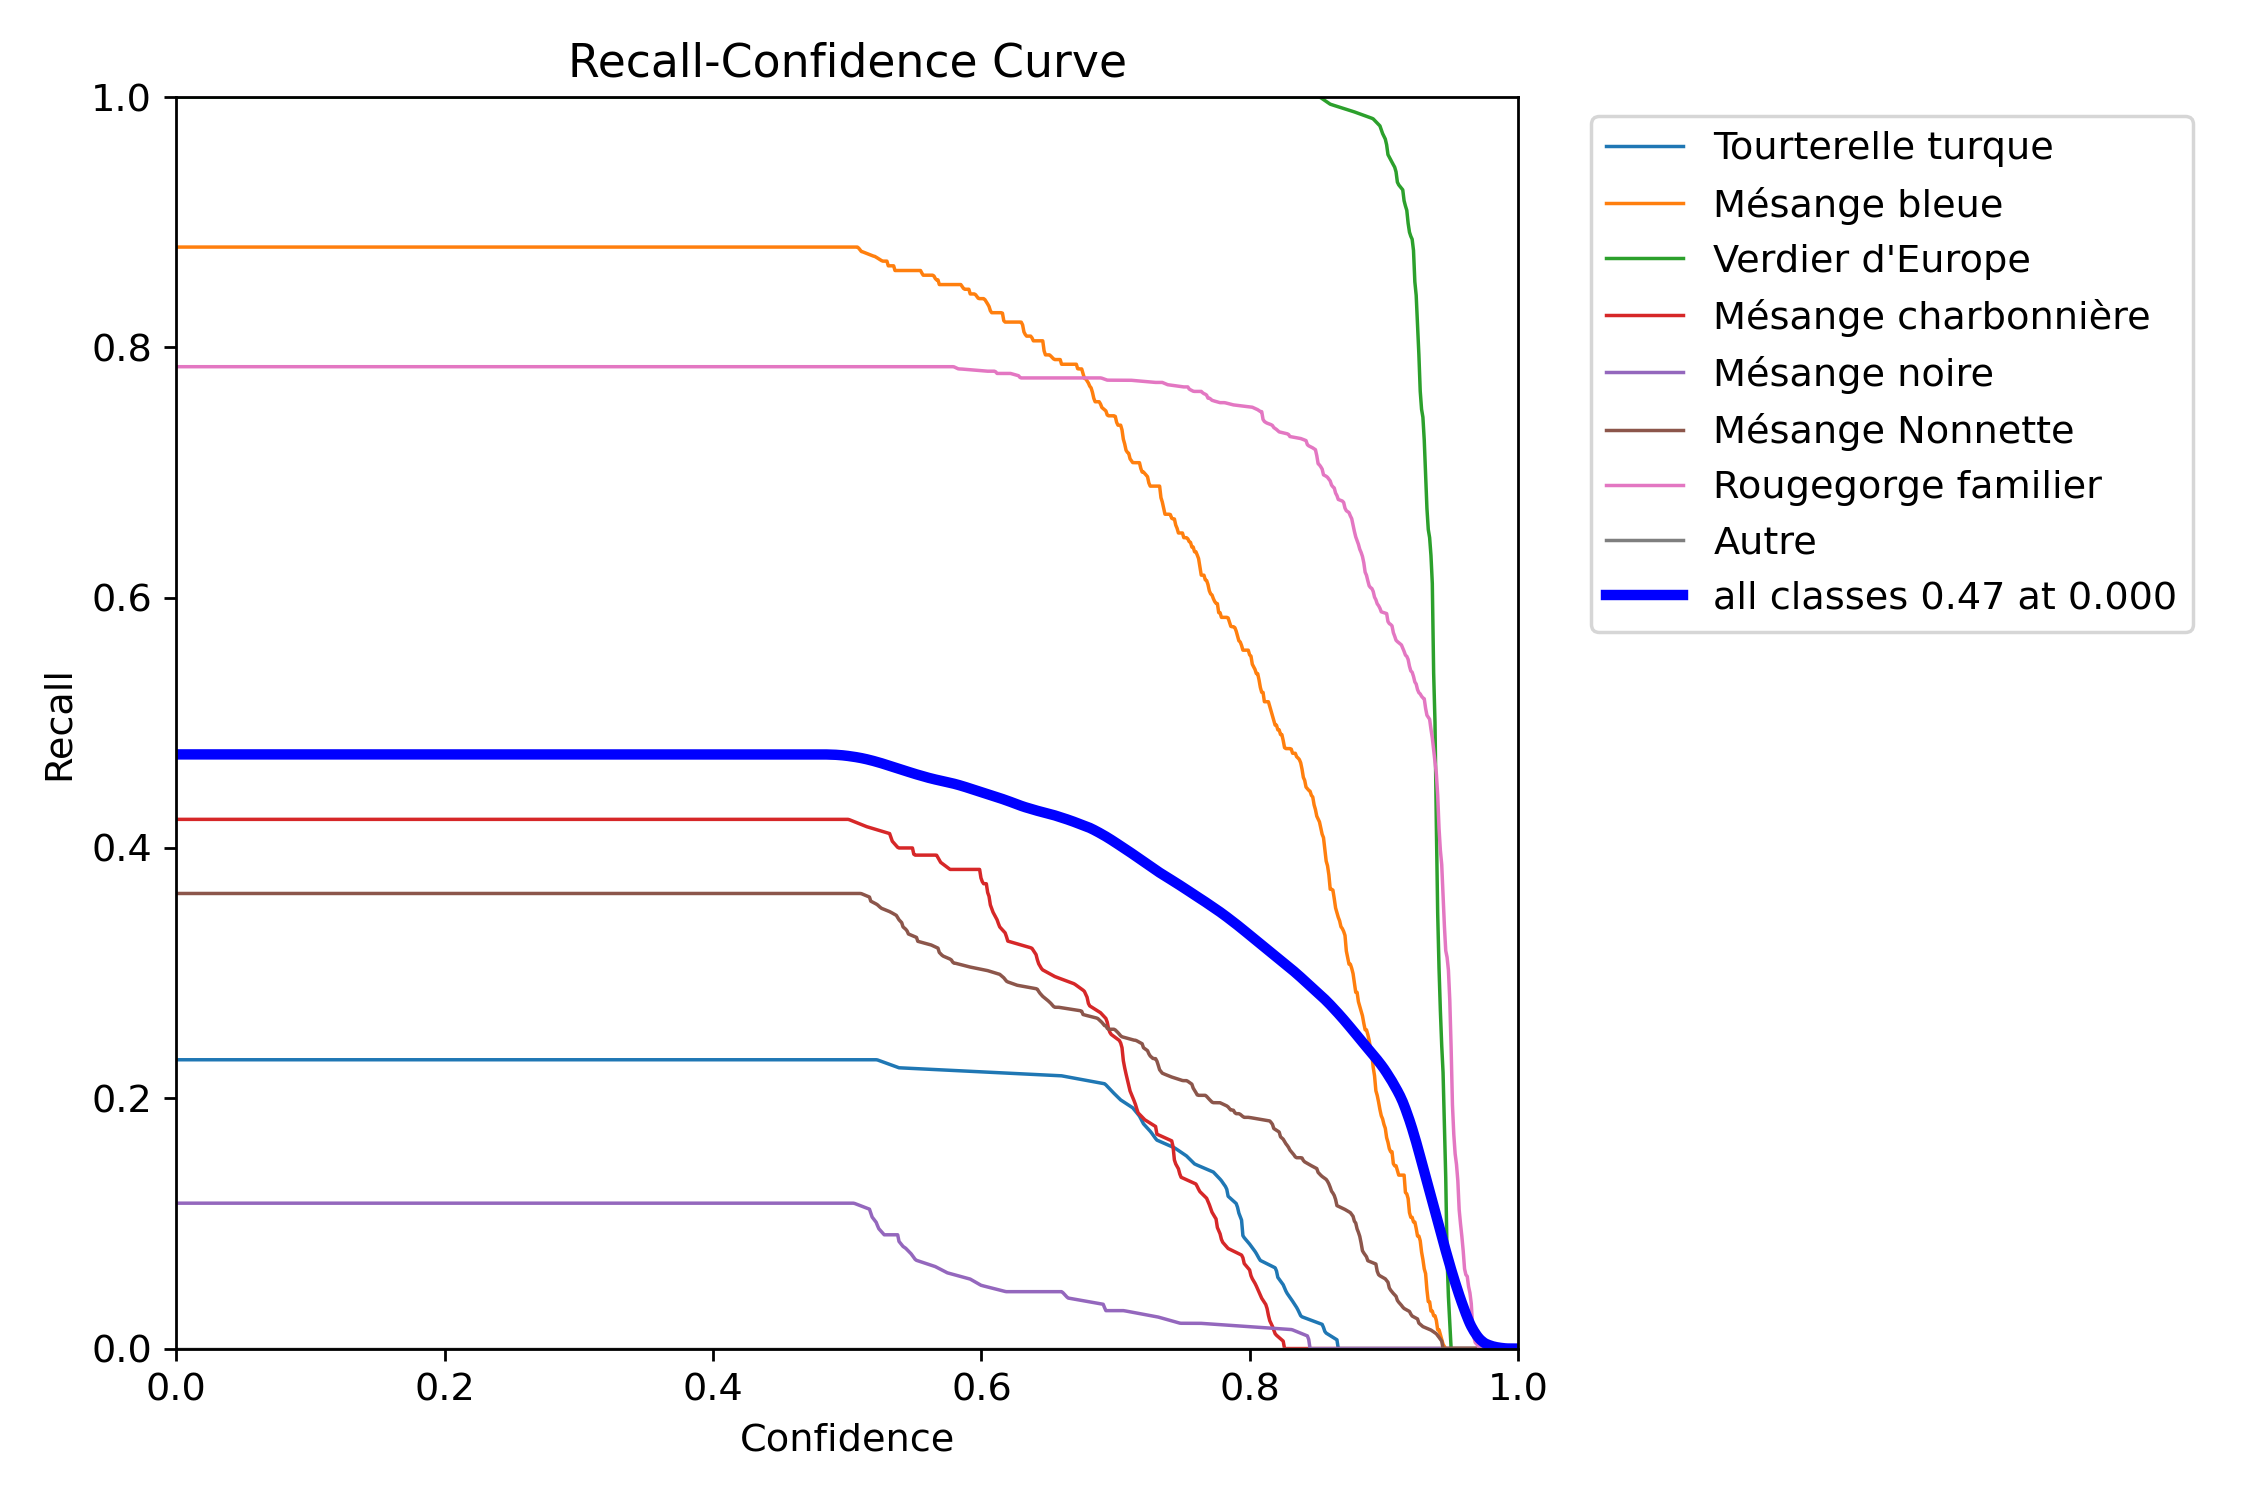 Recall-Confidence Curve
1.0
0.8
0.6
0.4
0.2
0.0
Recall
0.0 0.2 0.4 0.6 0.8 1.0
Confidence
Tourterelle turque
Mésange bleue
Verdier d'Europe
Mésange charbonnière
Mésange noire
Mésange Nonnette
Rougegorge familier
Autre
all classes 0.47 at 0.000